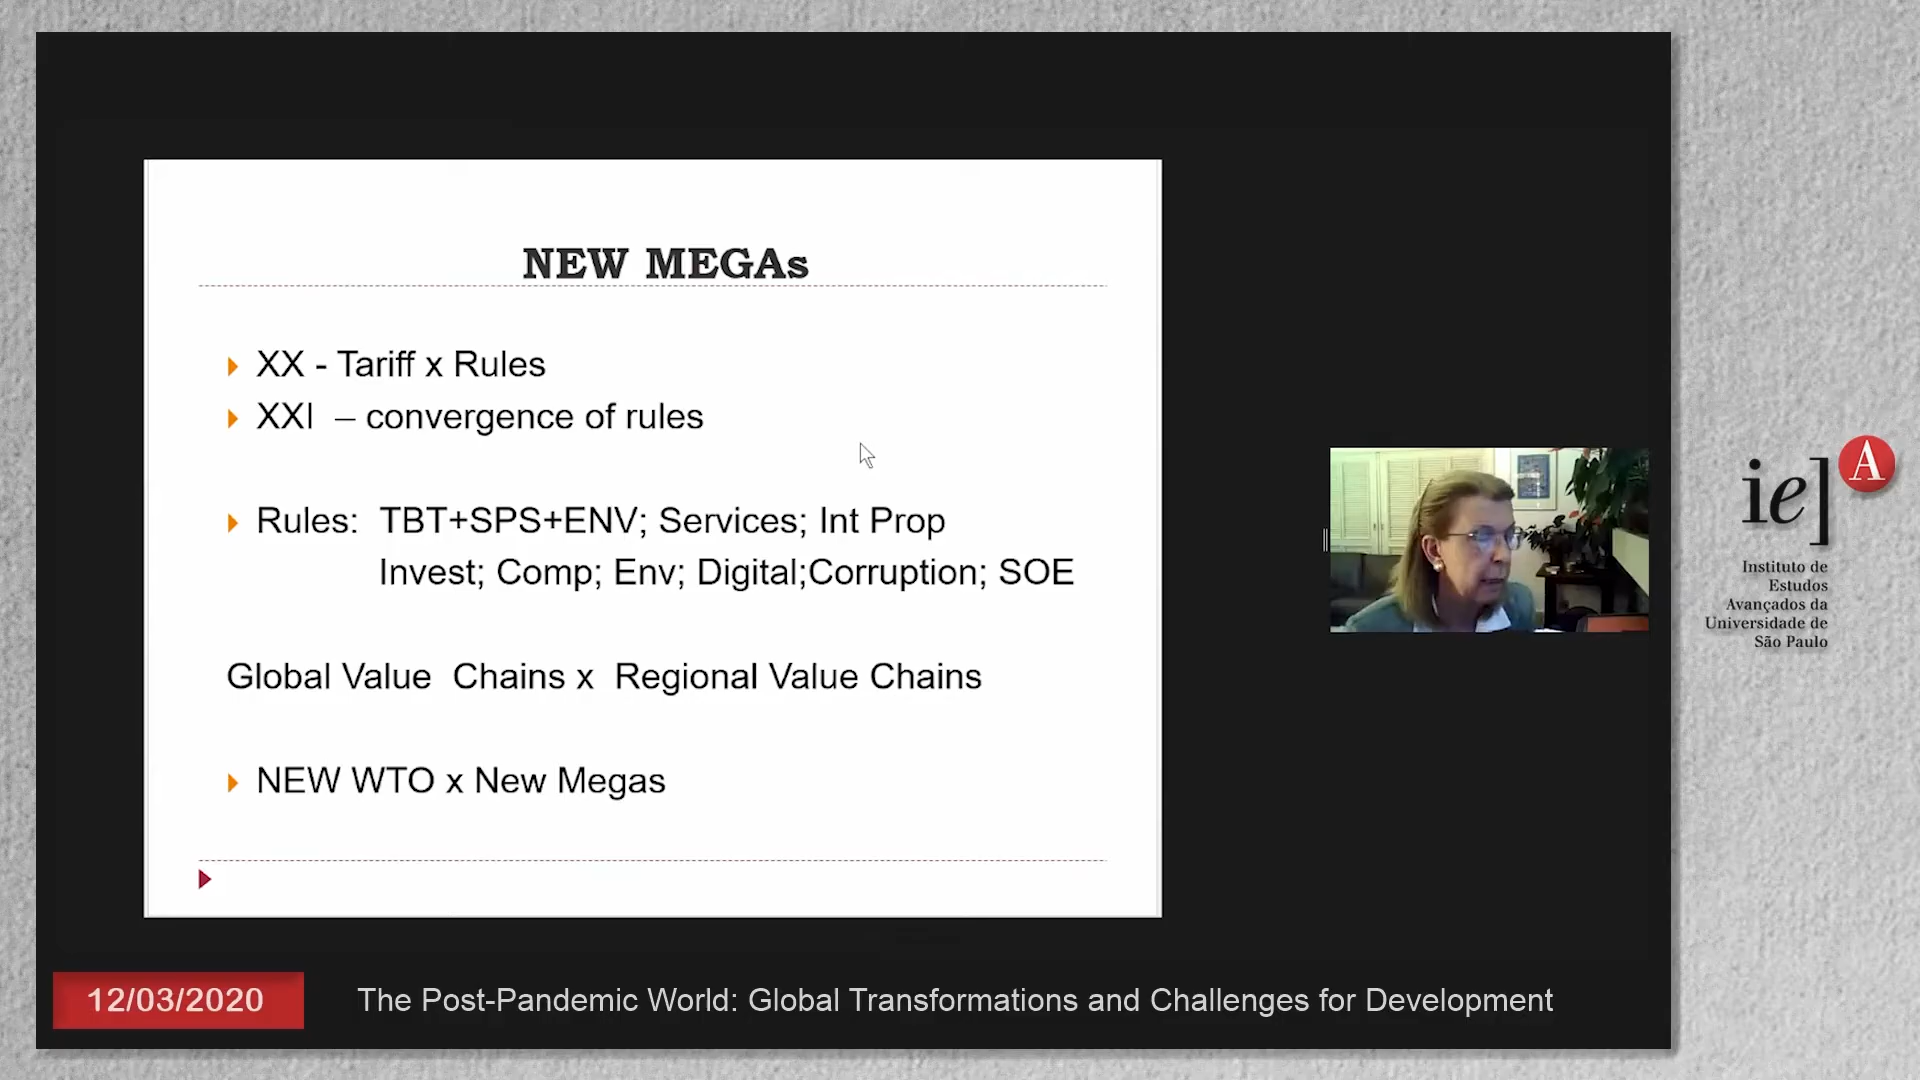 NEW MEGAs
XX - Tariff x Rules
XXI – convergence of rules
Rules: TBT+SPS+ENV; Services; Int Prop
Invest; Comp; Env; Digital;Corruption; SOE
Global Value Chains x Regional Value Chains
NEW WTO x New Megas
ie] A
Instituto de
Estudos
Avançados da
Universidade de
São Paulo
12/03/2020
The Post-Pandemic World: Global Transformations and Challenges for Development